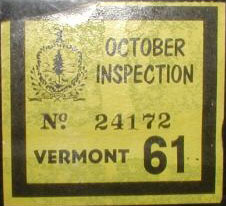 OCTOBER
INSPECTION
Nº 24172
VERMONT 61